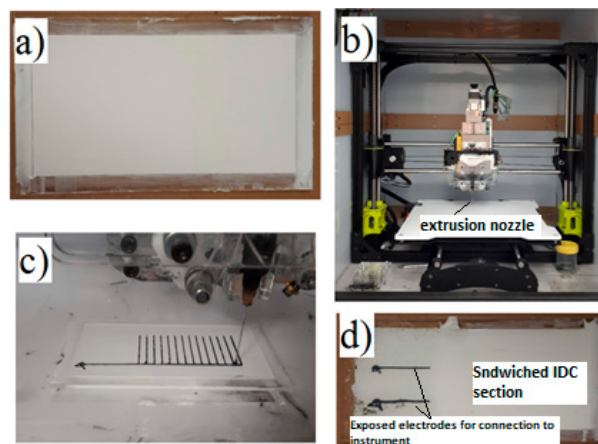 a)
b)
extrusion nozzle
c)
d)
Sndwiched IDC
section
Exposed electrodes for connection to
instrument